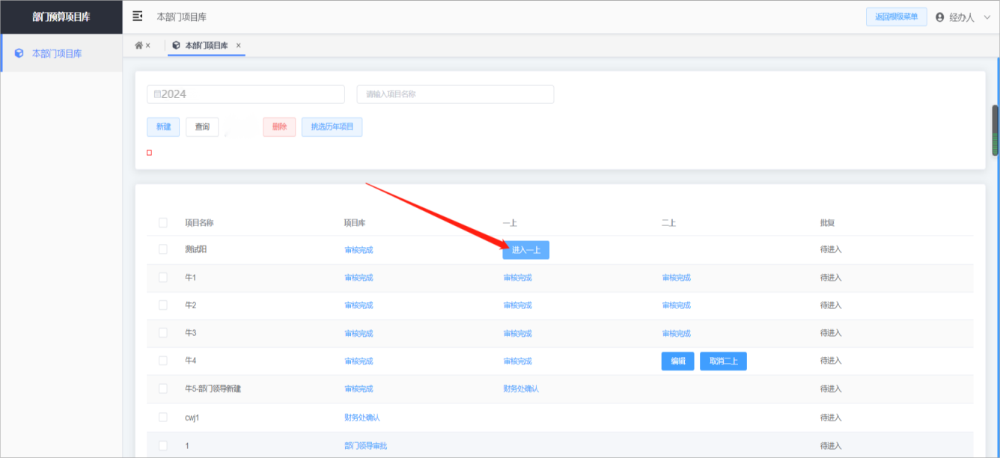 部门预算项目库
本部门项目库
返回根级菜单
经办人
本部门项目库
本部门项目库
2024
请输入项目名称
新建 查询 删除 挑选历年项目
项目名称 项目库 一上 二上 批复
测试阳 审核完成 进入一上 待进入
牛1 审核完成 审核完成 审核完成 待进入
牛2 审核完成 审核完成 审核完成 待进入
牛3 审核完成 审核完成 审核完成 待进入
牛4 审核完成 审核完成 编辑 取消二上 待进入
牛5-部门领导新建 审核完成 财务处确认 待进入
cwj1 财务处确认 待进入
1 部门领导审批 待进入